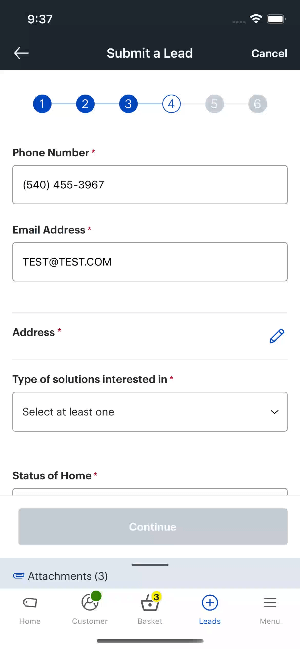 9:37
Submit a Lead
Cancel
1 2 3 4 5 6
Phone Number *
(540) 455-3967
Email Address *
TEST@TEST.COM
Address *
Type of solutions interested in *
Select at least one
Status of Home *
Continue
Attachments (3)
3
Home Customer Basket Leads Menu